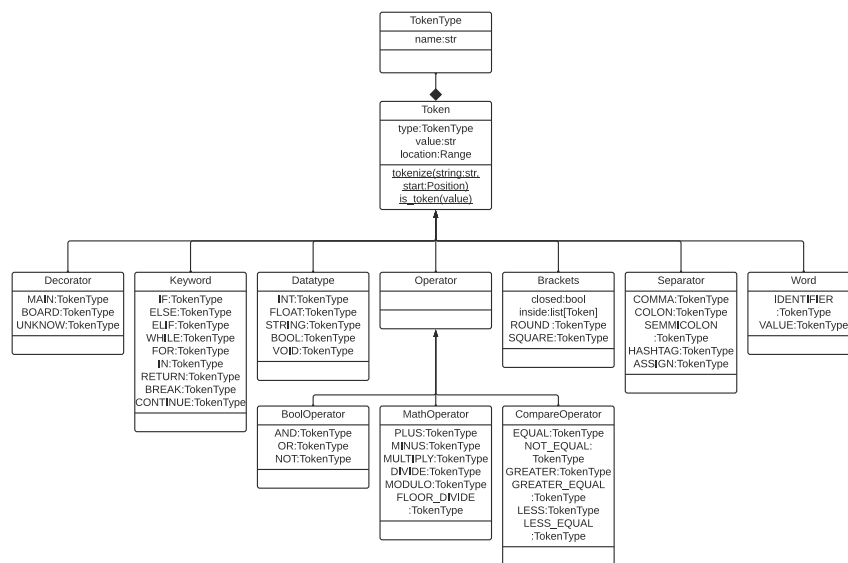 TokenType
name:str
Token
type:TokenType
value:str
location:Range
tokenize(string:str,
start:Position)
is_token(value)
Decorator
MAIN:TokenType
BOARD:TokenType
UNKNOW:TokenType
Keyword
IF:TokenType
ELSE:TokenType
ELIF:TokenType
WHILE:TokenType
FOR:TokenType
IN:TokenType
RETURN:TokenType
BREAK:TokenType
CONTINUE:TokenType
Datatype
INT:TokenType
FLOAT:TokenType
STRING:TokenType
BOOL:TokenType
VOID:TokenType
Operator
Brackets
closed:bool
inside:list[Token]
ROUND :TokenType
SQUARE:TokenType
Separator
COMMA:TokenType
COLON:TokenType
SEMMICOLON
:TokenType
HASHTAG:TokenType
ASSIGN:TokenType
Word
IDENTIFIER
:TokenType
VALUE:TokenType
BoolOperator
AND:TokenType
OR:TokenType
NOT:TokenType
MathOperator
PLUS:TokenType
MINUS:TokenType
MULTIPLY:TokenType
DIVIDE:TokenType
MODULO:TokenType
FLOOR_DIVIDE
:TokenType
CompareOperator
EQUAL:TokenType
NOT_EQUAL:
TokenType
GREATER:TokenType
GREATER_EQUAL
:TokenType
LESS:TokenType
LESS_EQUAL
:TokenType